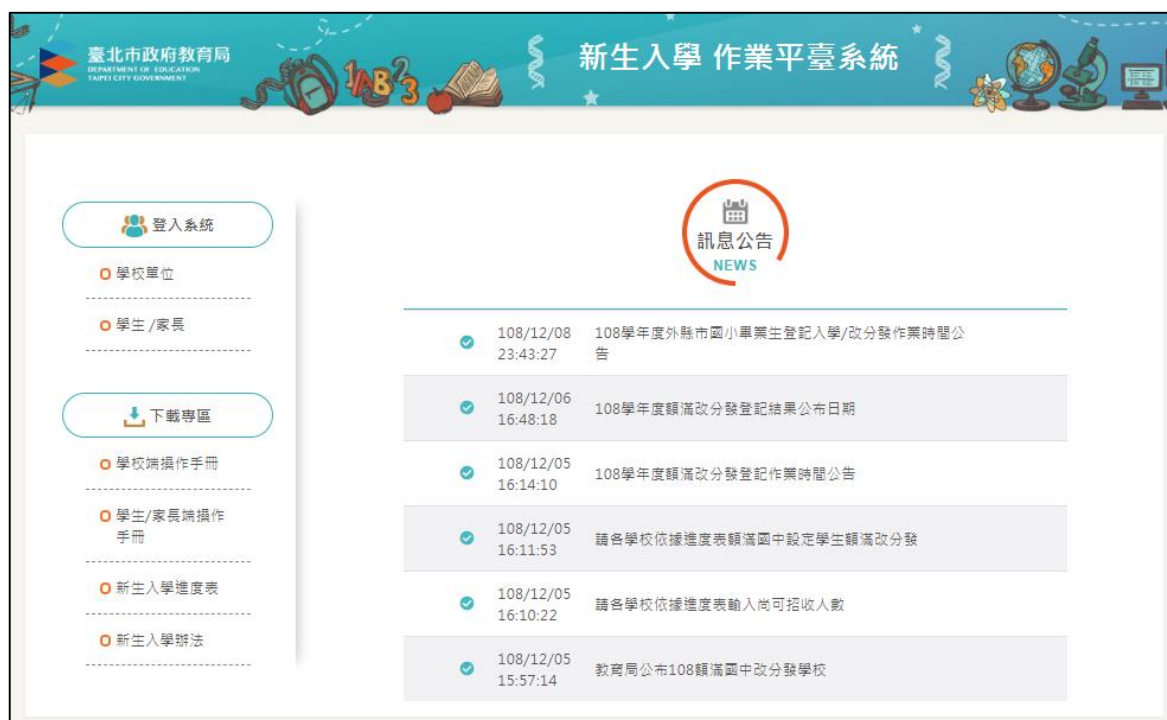 臺北市政府教育局
DEPARTMENT OF EDUCATION
TAIPEI CITY GOVERNMENT
1AB23
新生入學 作業平臺系統
登入系統
學校單位
學生 /家長
下載專區
學校端操作手冊
學生/家長端操作
手冊
新生入學進度表
新生入學辦法
訊息公告
NEWS
108/12/08 108學年度外縣市國小畢業生登記入學/改分發作業時間公
23:43:27 告
108/12/06
16:48:18
108學年度額滿改分發登記結果公布日期
108/12/05
16:14:10
108學年度額滿改分發登記作業時間公告
108/12/05
16:11:53
請各學校依據進度表額滿國中設定學生額滿改分發
108/12/05
16:10:22
請各學校依據進度表輸入尚可招收人數
108/12/05
15:57:14
教育局公布108額滿國中改分發學校